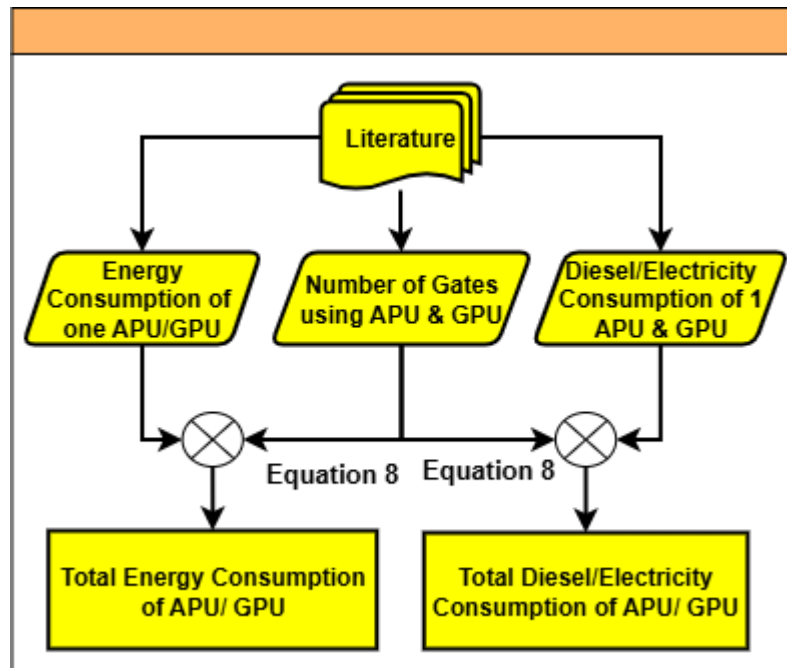 Literature
Energy
Consumption of
one APU/GPU
Number of Gates
using APU & GPU
Diesel/Electricity
Consumption of 1
APU & GPU
Equation 8
Equation 8
Total Energy Consumption
of APU/ GPU
Total Diesel/Electricity
Consumption of APU/ GPU